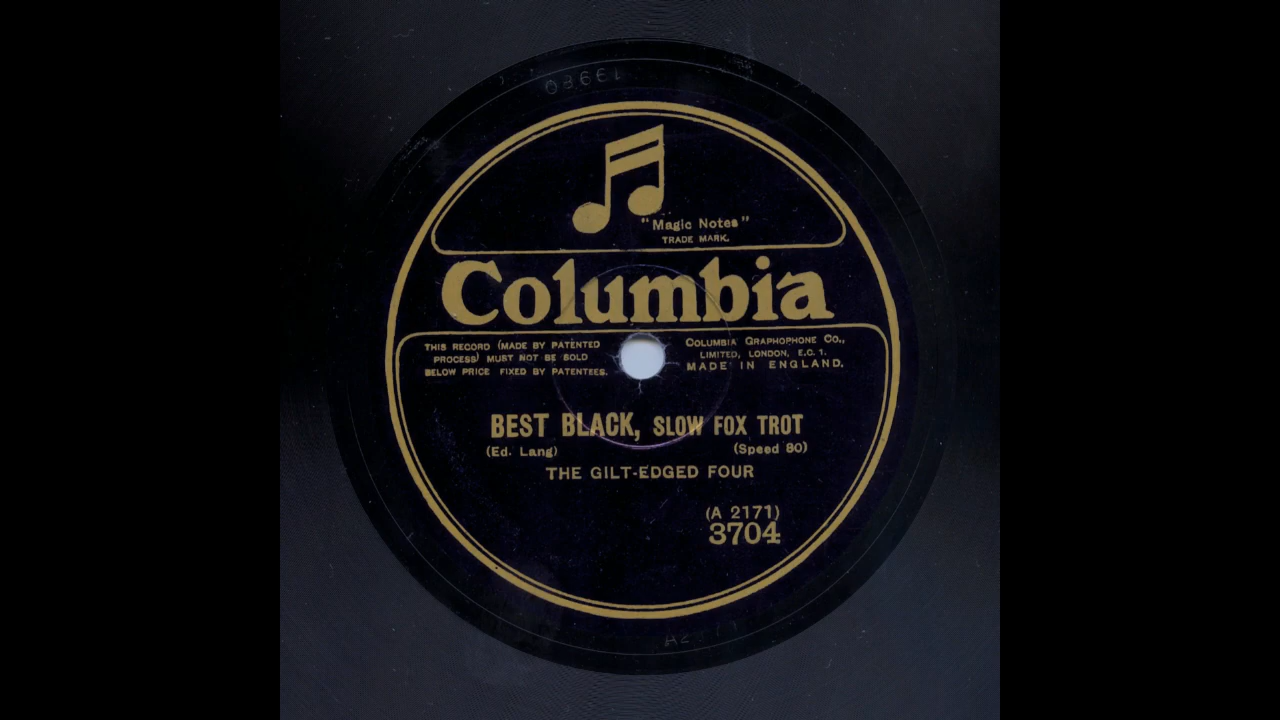 "Magic Notes"
TRADE MARK.
Columbia
THIS RECORD (MADE BY PATENTED
PROCESS) MUST NOT BE SOLD
BELOW PRICE FIXED BY PATENTEES.
COLUMBIA GRAPHOPHONE CO.,
LIMITED, LONDON, E.C. 1.
MADE IN ENGLAND.
BEST BLACK, SLOW FOX TROT
(Ed. Lang) (Speed 80)
THE GILT-EDGED FOUR
(A 2171)
3704